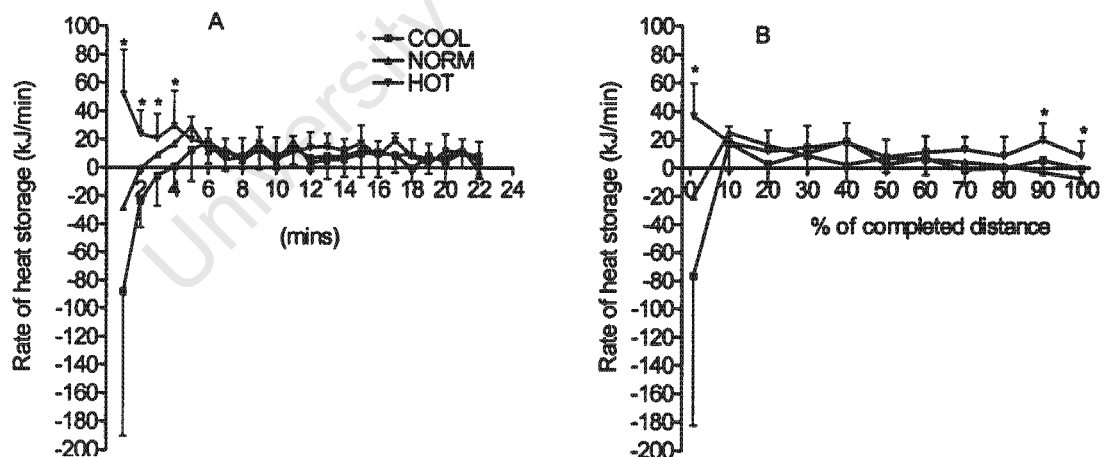 A
COOL
NORM
HOT
Rate of heat storage (kJ/min)
100
80
60
40
20
0
-20
-40
-60
-80
-100
-120
-140
-160
-180
-200
* * * *
2 4 6 8 10 12 14 16 18 20 22 24
(mins)
University
B
Rate of heat storage (kJ/min)
100
80
60
40
20
0
-20
-40
-60
-80
-100
-120
-140
-160
-180
-200
* * *
0 10 20 30 40 50 60 70 80 90 100
% of completed distance